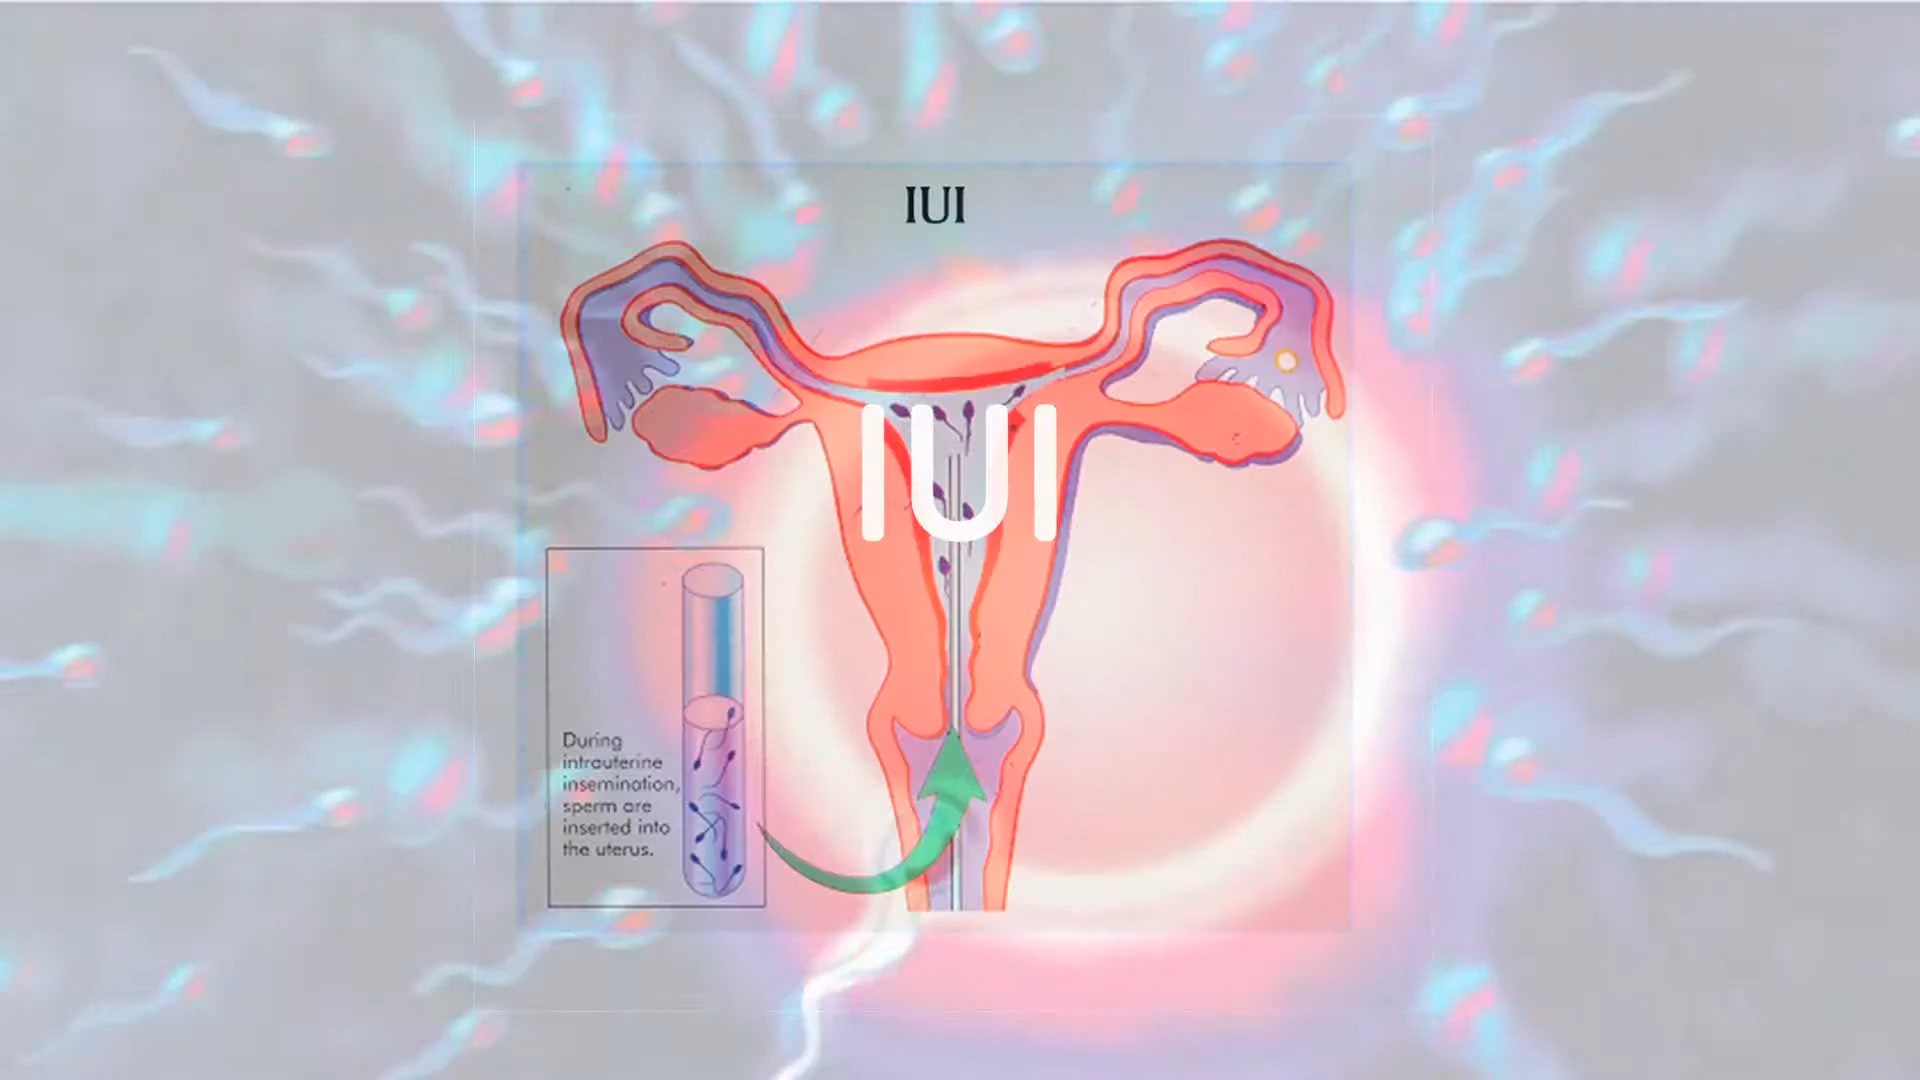 IUI
IUI
During
intrauterine
insemination,
sperm are
inserted into
the uterus.